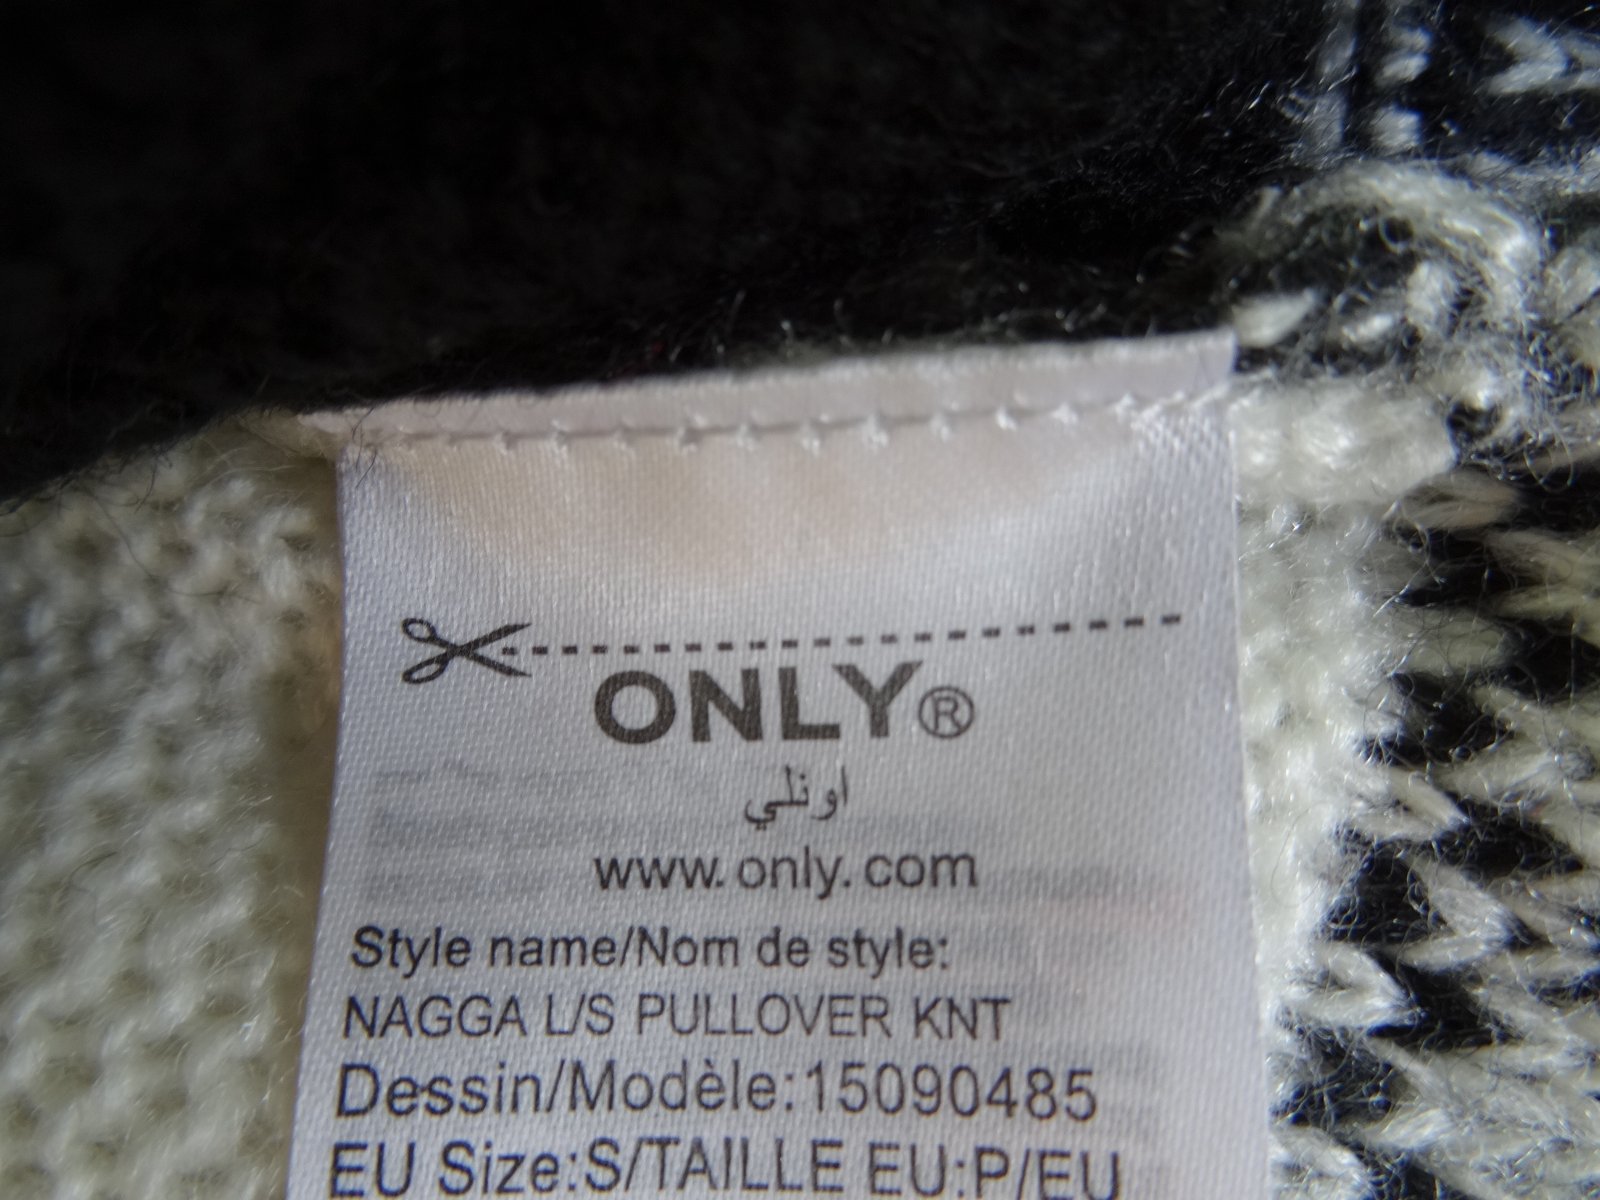 ONLY®
اونلي
www.only.com
Style name/Nom de style:
NAGGA L/S PULLOVER KNT
Dessin/Modèle:15090485
EU Size:S/TAILLE EU:P/EU